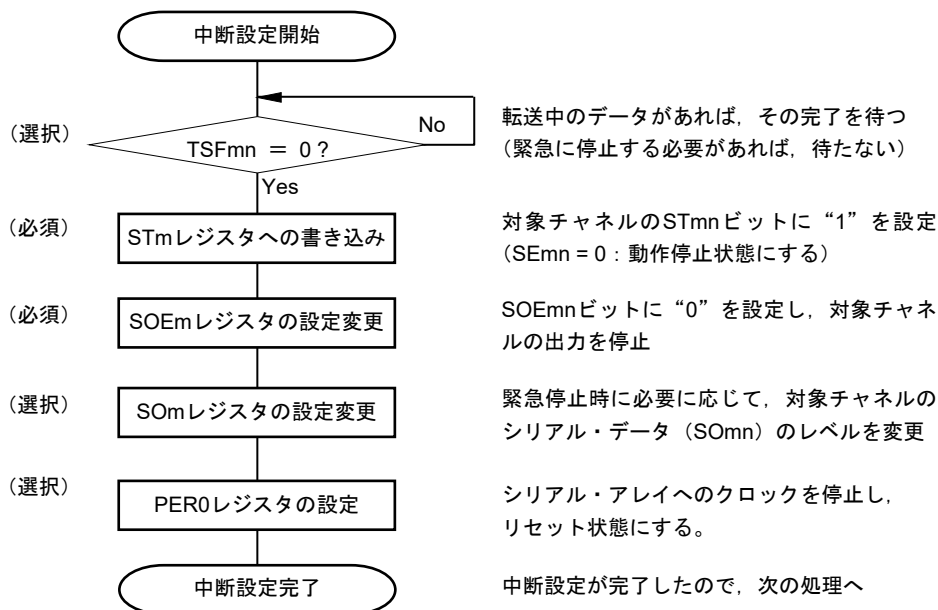 中断設定開始
(選択)
TSFmn = 0?
No
Yes
転送中のデータがあれば，その完了を待つ
(緊急に停止する必要があれば，待たない)
(必須)
STmレジスタへの書き込み
対象チャネルのSTmnビットに“1”を設定
(SEmn = 0：動作停止状態にする)
(必須)
SOEmレジスタの設定変更
SOEmnビットに“0”を設定し，対象チャネ
ルの出力を停止
(選択)
SOmレジスタの設定変更
緊急停止時に必要に応じて，対象チャネルの
シリアル・データ（SOmn）のレベルを変更
(選択)
PER0レジスタの設定
シリアル・アレイへのクロックを停止し，
リセット状態にする。
中断設定完了
中断設定が完了したので，次の処理へ